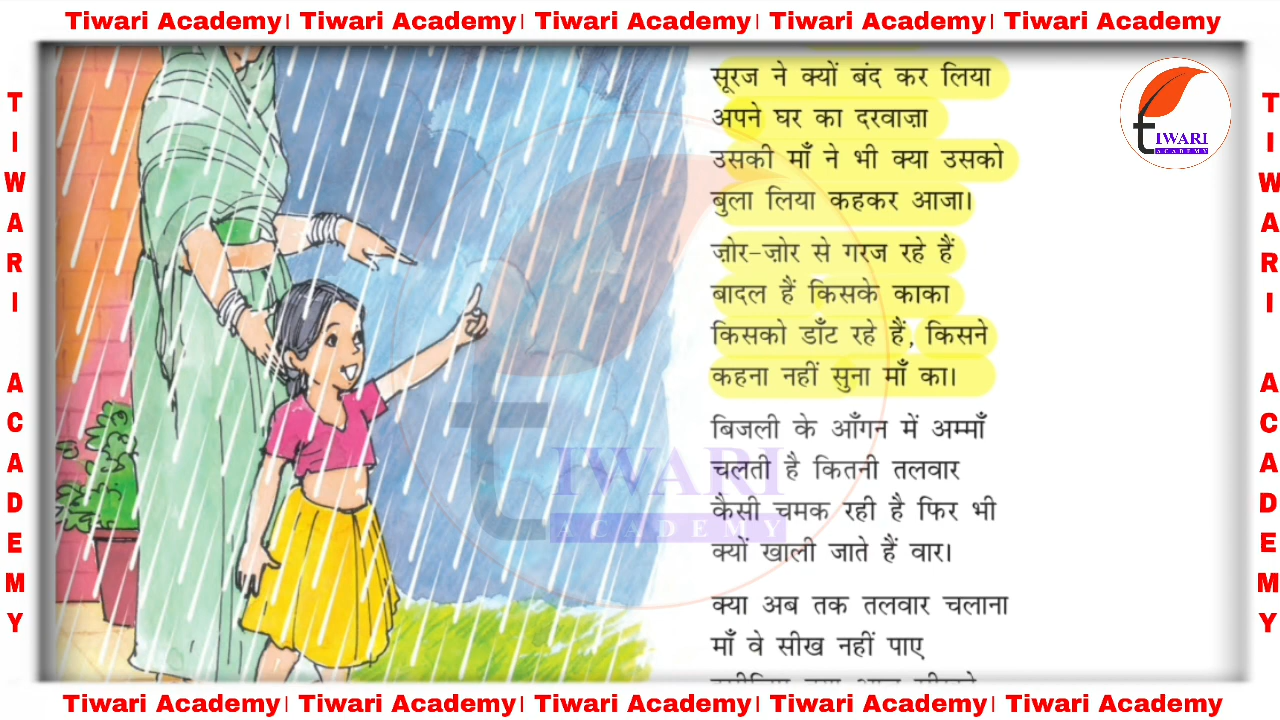 Tiwari Academy| Tiwari Academy| Tiwari Academy| Tiwari Academy| Tiwari Academy
TIWARI ACADEMY
सूरज ने क्यों बंद कर लिया
अपने घर का दरवाज़ा
उसकी माँ ने भी क्या उसको
बुला लिया कहकर आजा।
ज़ोर-ज़ोर से गरज रहे हैं
बादल हैं किसके काका
किसको डाँट रहे हैं, किसने
कहना नहीं सुना माँ का।
बिजली के आँगन में अम्माँ
चलती है कितनी तलवार
कैसी चमक रही है फिर भी
क्यों खाली जाते हैं वार।
क्या अब तक तलवार चलाना
माँ वे सीख नहीं पाए
TIWARI
ACADEMY
tIWARI
ACADEMY
TIWARI ACADEMY
Tiwari Academy| Tiwari Academy| Tiwari Academy| Tiwari Academy| Tiwari Academy